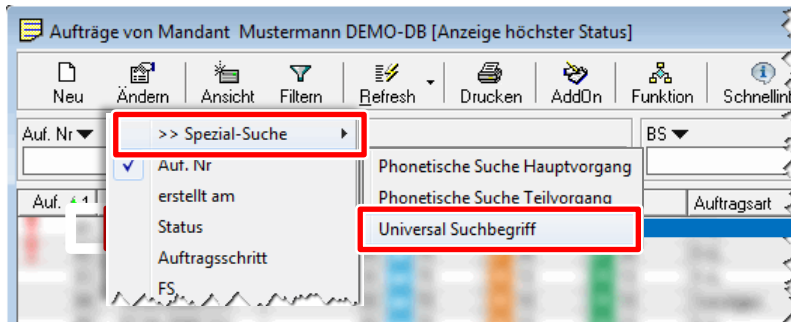 Aufträge von Mandant Mustermann DEMO-DB [Anzeige höchster Status]
Neu Ändern Ansicht Filtern Refresh Drucken AddOn Funktion Schnellin
Auf. Nr BS
>> Spezial-Suche
Auf. Nr
erstellt am
Status
Auftragsschritt
FS
Phonetische Suche Hauptvorgang
Phonetische Suche Teilvorgang
Universal Suchbegriff
Auf. 1 Auftragsart